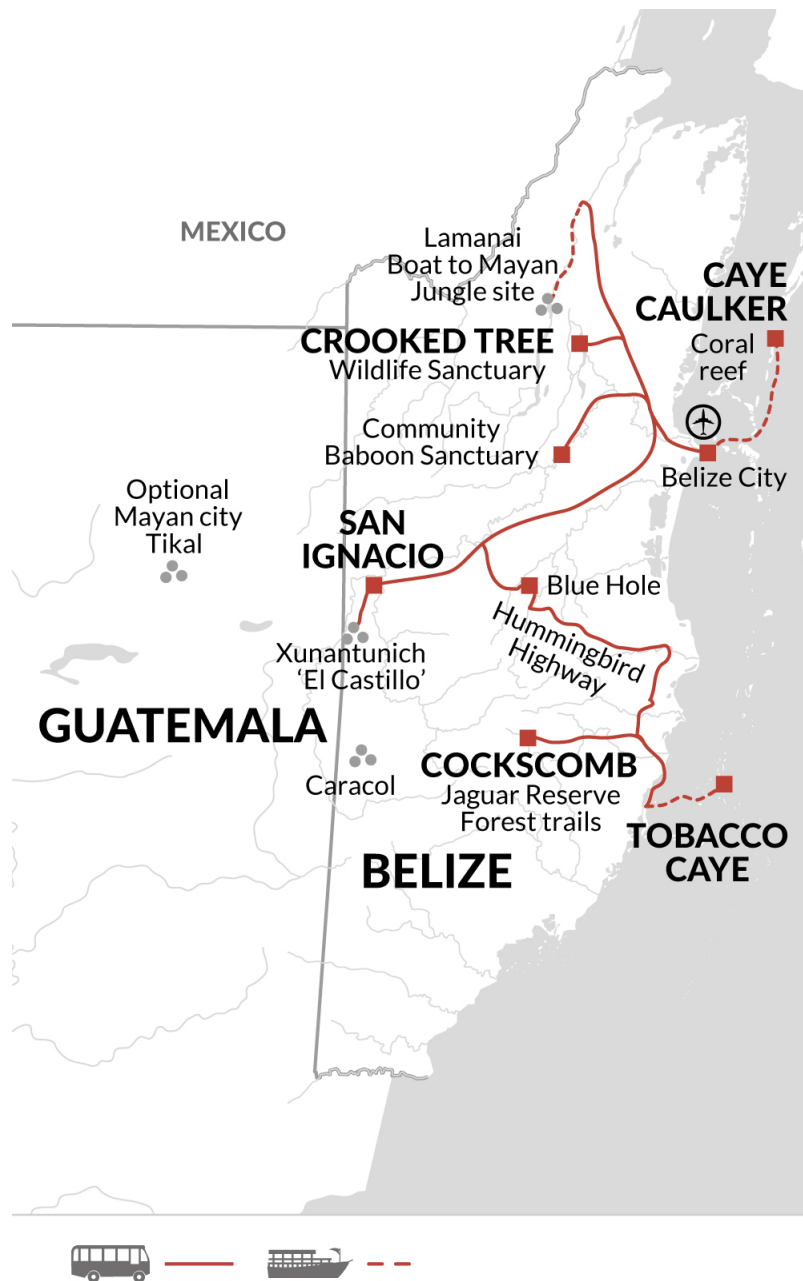 MEXICO
Lamanai
Boat to Mayan
Jungle site
CAYE
CAULKER
Coral
reef
CROOKED TREE
Wildlife Sanctuary
Community
Baboon Sanctuary
Belize City
Optional
Mayan city
Tikal
SAN
IGNACIO
Blue Hole
Hummingbird
Highway
Xunantunich
‘El Castillo’
GUATEMALA
Caracol
COCKSCOMB
Jaguar Reserve
Forest trails
TOBACCO
CAYE
BELIZE